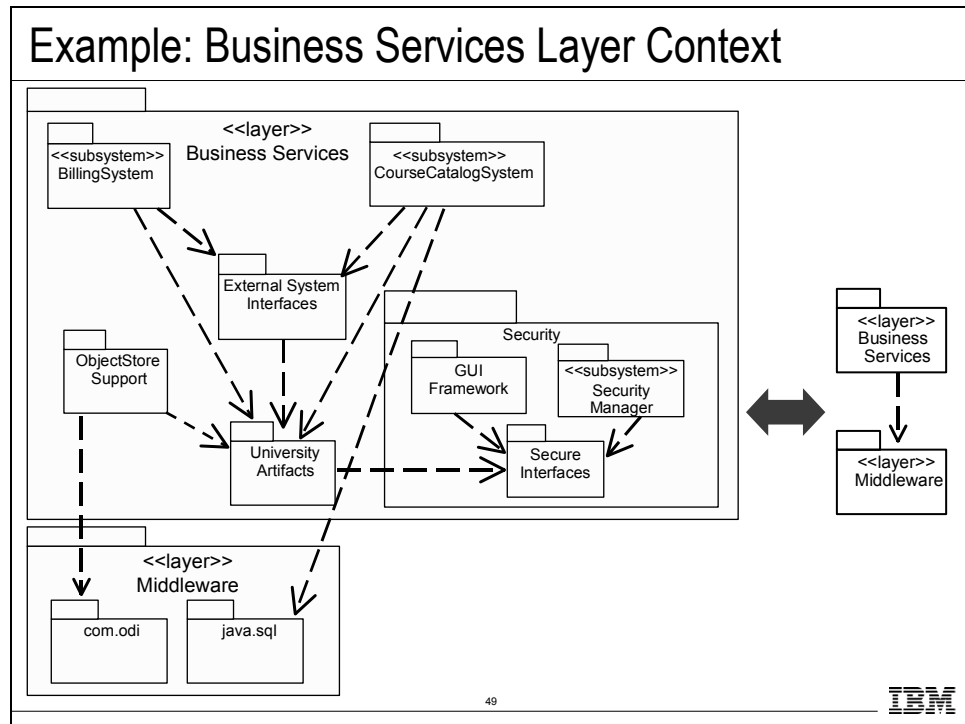 Example: Business Services Layer Context
<<layer>>
Business Services
<<subsystem>>
BillingSystem
<<subsystem>>
CourseCatalogSystem
External System
Interfaces
Security
ObjectStore
Support
GUI
Framework
<<subsystem>>
Security
Manager
University
Artifacts
Secure
Interfaces
<<layer>>
Business
Services
<<layer>>
Middleware
<<layer>>
Middleware
com.odi
java.sql
49
IBM